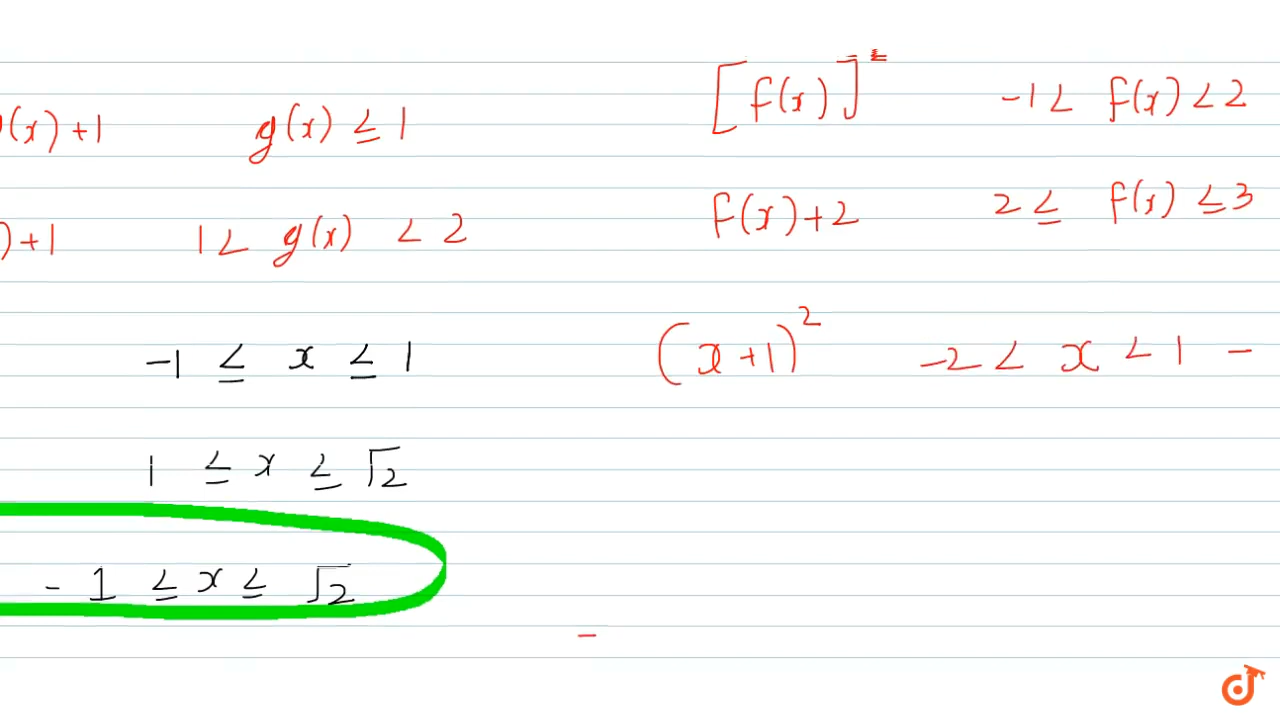 (x) + 1 g(x) ≤ 1
) + 1 1 < g(x) < 2
-1 ≤ x ≤ 1
1 ≤ x ≤ √2
- 1 ≤ x ≤ √2
[f(x)]² -1 < f(x) < 2
f(x) + 2 2 ≤ f(x) ≤ 3
(x + 1)² -2 < x < 1 -
-